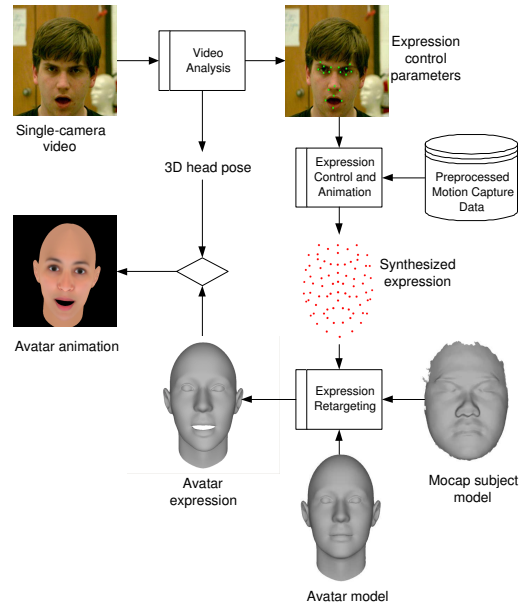 Video
Analysis
Expression
control
parameters
Single-camera
video
3D head pose
Expression
Control and
Animation
Preprocessed
Motion Capture
Data
Synthesized
expression
Avatar animation
Expression
Retargeting
Avatar
expression
Mocap subject
model
Avatar model